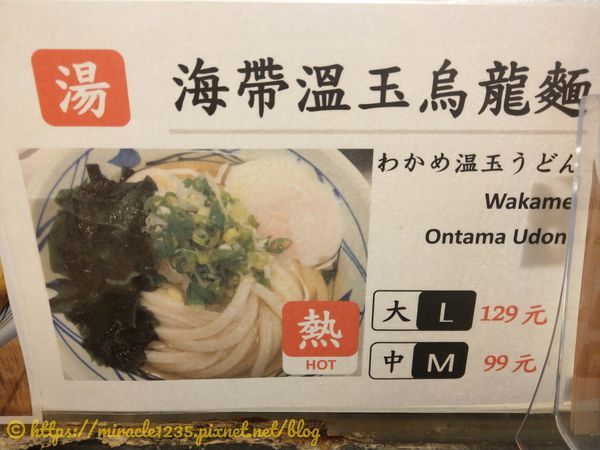 湯
海帶溫玉烏龍麵
わかめ温玉うどん
Wakame
Ontama Udon
熱
HOT
大 L 129元
中 M 99元
© https://miracle1235.pixnet.net/blog